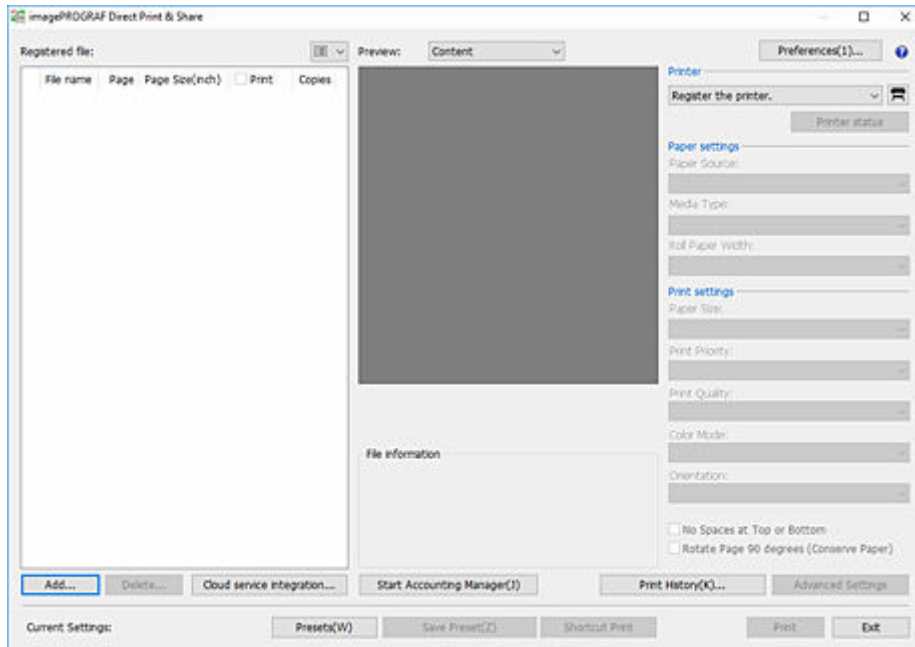 imagePROGRAF Direct Print & Share
Registered file:
Preview: Content
Preferences(1)...
File name Page Page Size(inch) Print Copies
Printer
Register the printer.
Printer status
Paper settings
Paper Source:
Media Type:
Roll Paper Width:
Print settings
Paper Size:
Print Priority:
Print Quality:
Color Mode:
Orientation:
File information
No Spaces at Top or Bottom
Rotate Page 90 degrees (Conserve Paper)
Add... Delete... Cloud service integration... Start Accounting Manager(J) Print History(K)... Advanced Settings
Current Settings: Presets(W) Save Preset(Z) Shortcut Print Print Exit